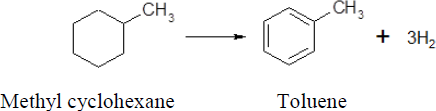 CH3
CH3
+ 3H2
Methyl cyclohexane Toluene